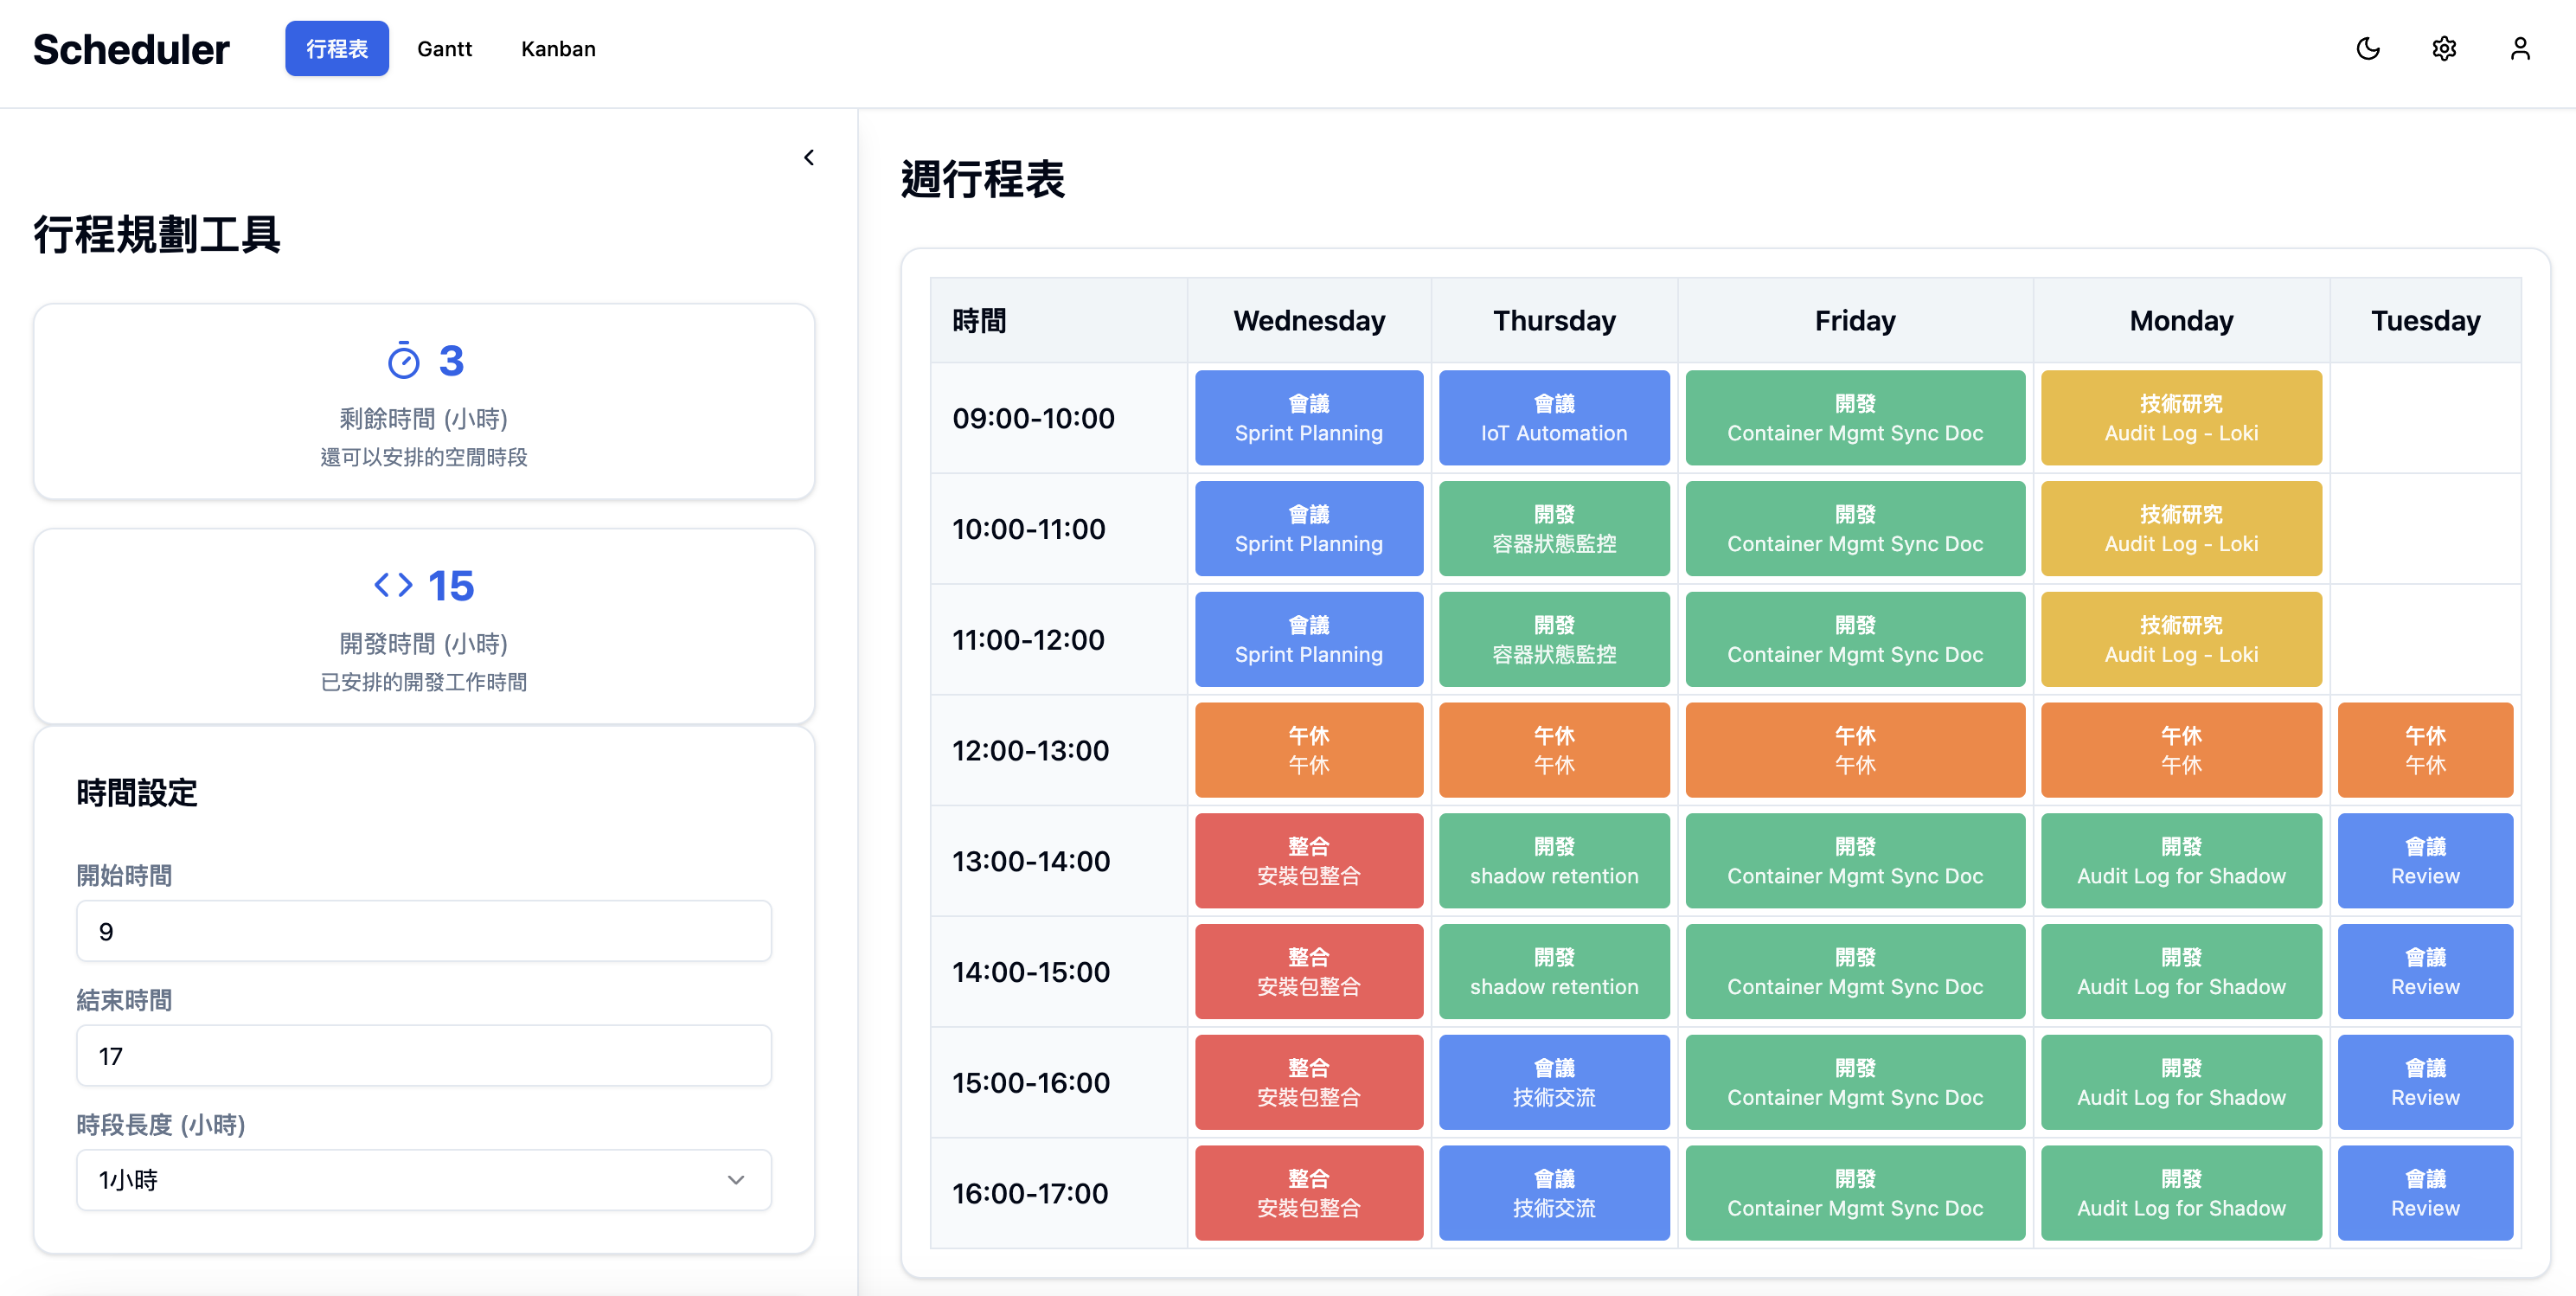 Scheduler 行程表 Gantt Kanban
行程規劃工具
3
剩餘時間 (小時)
還可以安排的空閒時段
15
開發時間 (小時)
已安排的開發工作時間
時間設定
開始時間
9
結束時間
17
時段長度 (小時)
1小時
週行程表
時間 Wednesday Thursday Friday Monday Tuesday
09:00-10:00
會議 會議 開發 技術研究
Sprint Planning IoT Automation Container Mgmt Sync Doc Audit Log - Loki
10:00-11:00
會議 開發 開發 技術研究
Sprint Planning 容器狀態監控 Container Mgmt Sync Doc Audit Log - Loki
11:00-12:00
會議 開發 開發 技術研究
Sprint Planning 容器狀態監控 Container Mgmt Sync Doc Audit Log - Loki
12:00-13:00
午休 午休 午休 午休 午休
午休 午休 午休 午休 午休
13:00-14:00
整合 開發 開發 開發 會議
安裝包整合 shadow retention Container Mgmt Sync Doc Audit Log for Shadow Review
14:00-15:00
整合 開發 開發 開發 會議
安裝包整合 shadow retention Container Mgmt Sync Doc Audit Log for Shadow Review
15:00-16:00
整合 會議 開發 開發 會議
安裝包整合 技術交流 Container Mgmt Sync Doc Audit Log for Shadow Review
16:00-17:00
整合 會議 開發 開發 會議
安裝包整合 技術交流 Container Mgmt Sync Doc Audit Log for Shadow Review